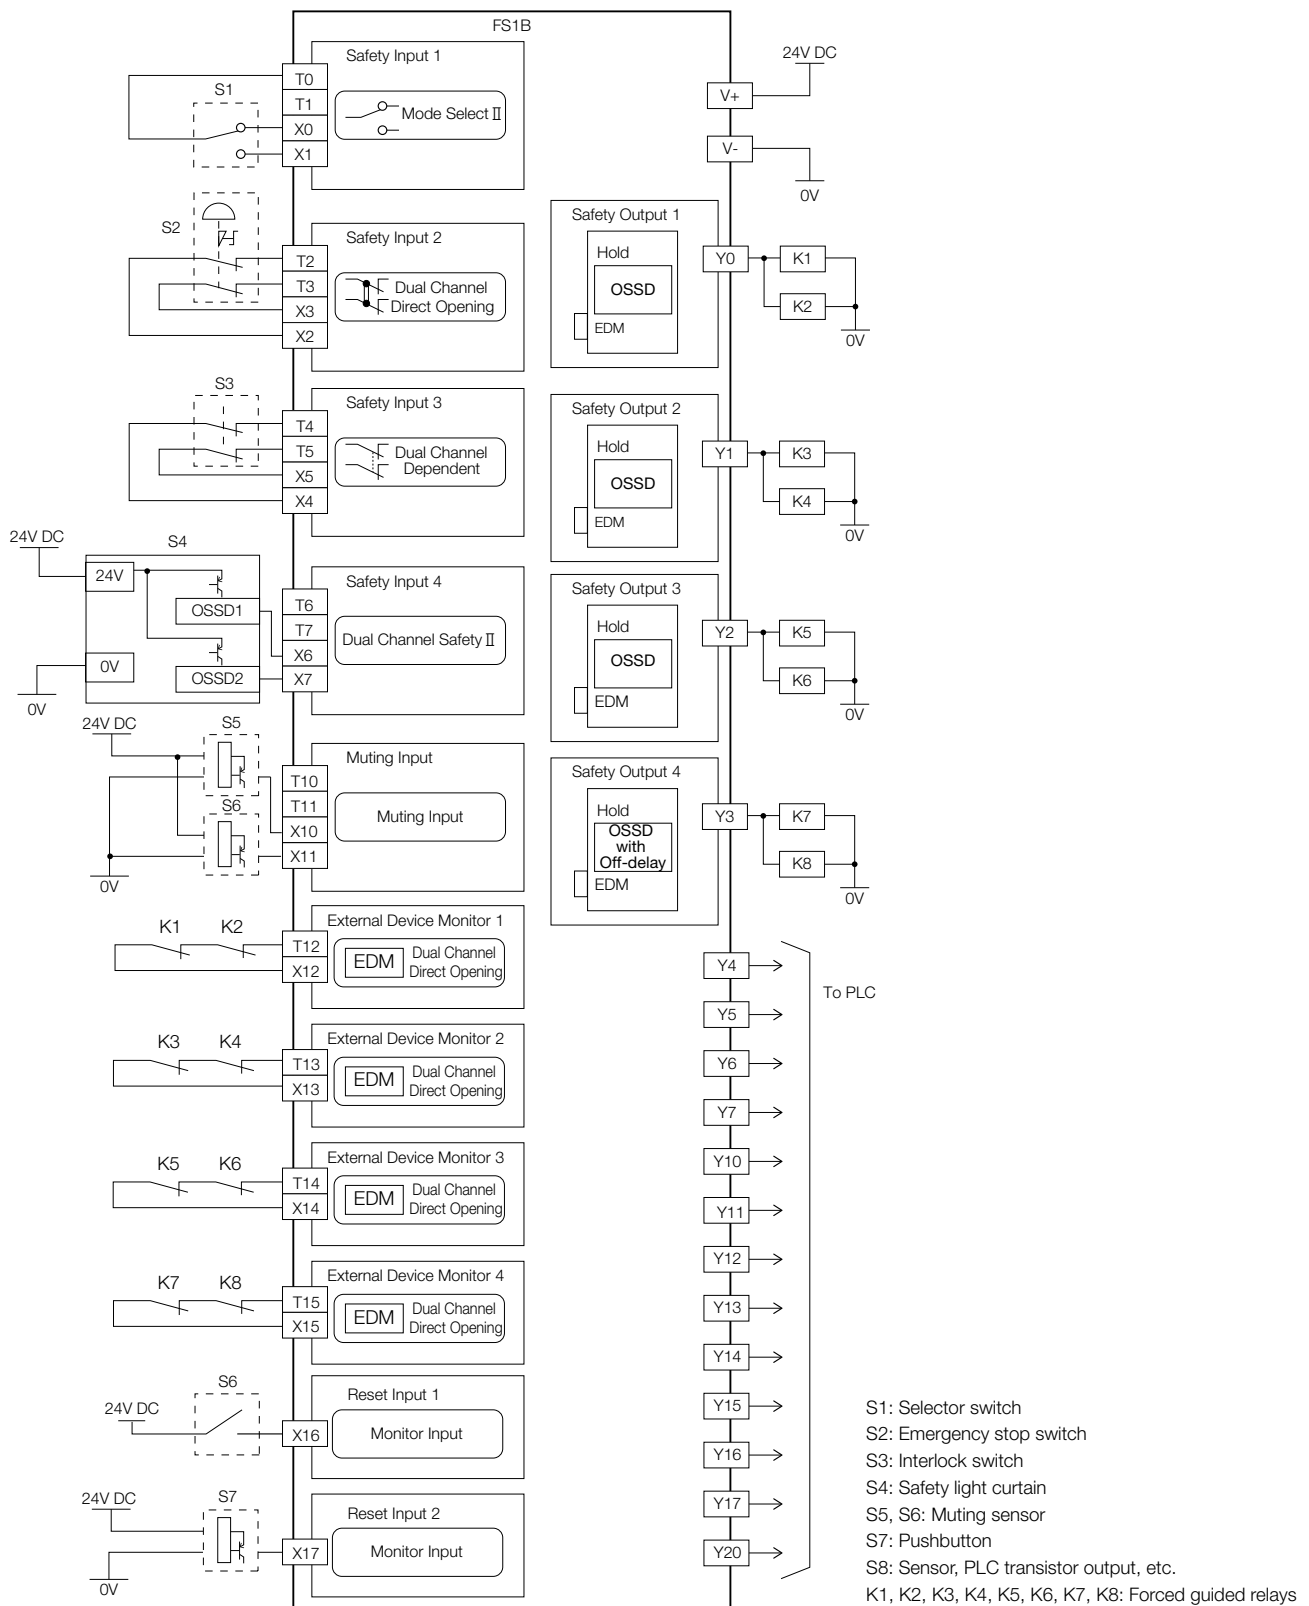 FS1B
Safety Input 1
T0
T1
X0
X1
Mode Select Ⅱ
S1
24V DC
V+
V-
0V
S2
Safety Input 2
T2
T3
X3
X2
Dual Channel
Direct Opening
Safety Output 1
Hold
OSSD
EDM
Y0
K1
K2
0V
S3
Safety Input 3
T4
T5
X5
X4
Dual Channel
Dependent
Safety Output 2
Hold
OSSD
EDM
Y1
K3
K4
0V
24V DC
S4
24V
OSSD1
0V
OSSD2
0V
Safety Input 4
T6
T7
X6
X7
Dual Channel Safety Ⅱ
Safety Output 3
Hold
OSSD
EDM
Y2
K5
K6
0V
24V DC
S5
S6
0V
Muting Input
T10
T11
X10
X11
Muting Input
Safety Output 4
Hold
OSSD
with
Off-delay
EDM
Y3
K7
K8
0V
K1
K2
External Device Monitor 1
T12
X12
EDM
Dual Channel
Direct Opening
K3
K4
External Device Monitor 2
T13
X13
EDM
Dual Channel
Direct Opening
K5
K6
External Device Monitor 3
T14
X14
EDM
Dual Channel
Direct Opening
K7
K8
External Device Monitor 4
T15
X15
EDM
Dual Channel
Direct Opening
24V DC
S6
Reset Input 1
X16
Monitor Input
24V DC
S7
0V
Reset Input 2
X17
Monitor Input
Y4
Y5
Y6
Y7
Y10
Y11
Y12
Y13
Y14
Y15
Y16
Y17
Y20
To PLC
S1: Selector switch
S2: Emergency stop switch
S3: Interlock switch
S4: Safety light curtain
S5, S6: Muting sensor
S7: Pushbutton
S8: Sensor, PLC transistor output, etc.
K1, K2, K3, K4, K5, K6, K7, K8: Forced guided relays